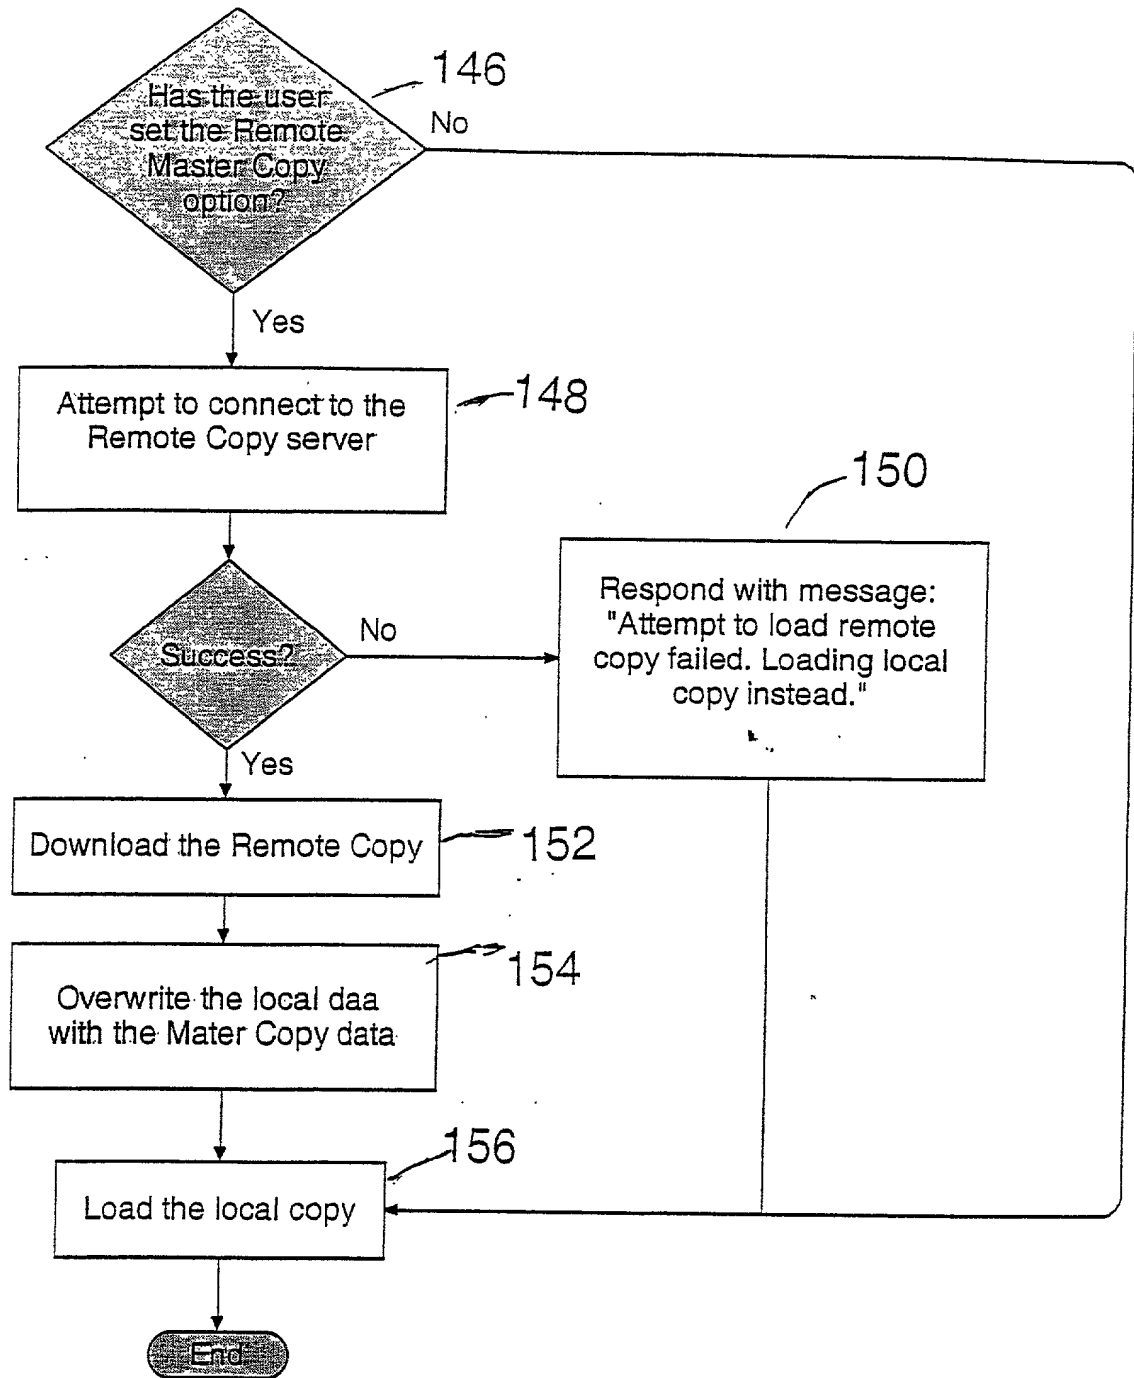 146
Has the user
set the Remote
Master Copy
option?
No
Yes
148
Attempt to connect to the
Remote Copy server
150
Respond with message:
"Attempt to load remote
copy failed. Loading local
copy instead."
Success?
No
Yes
Download the Remote Copy
152
154
Overwrite the local daa
with the Mater Copy data
156
Load the local copy
End